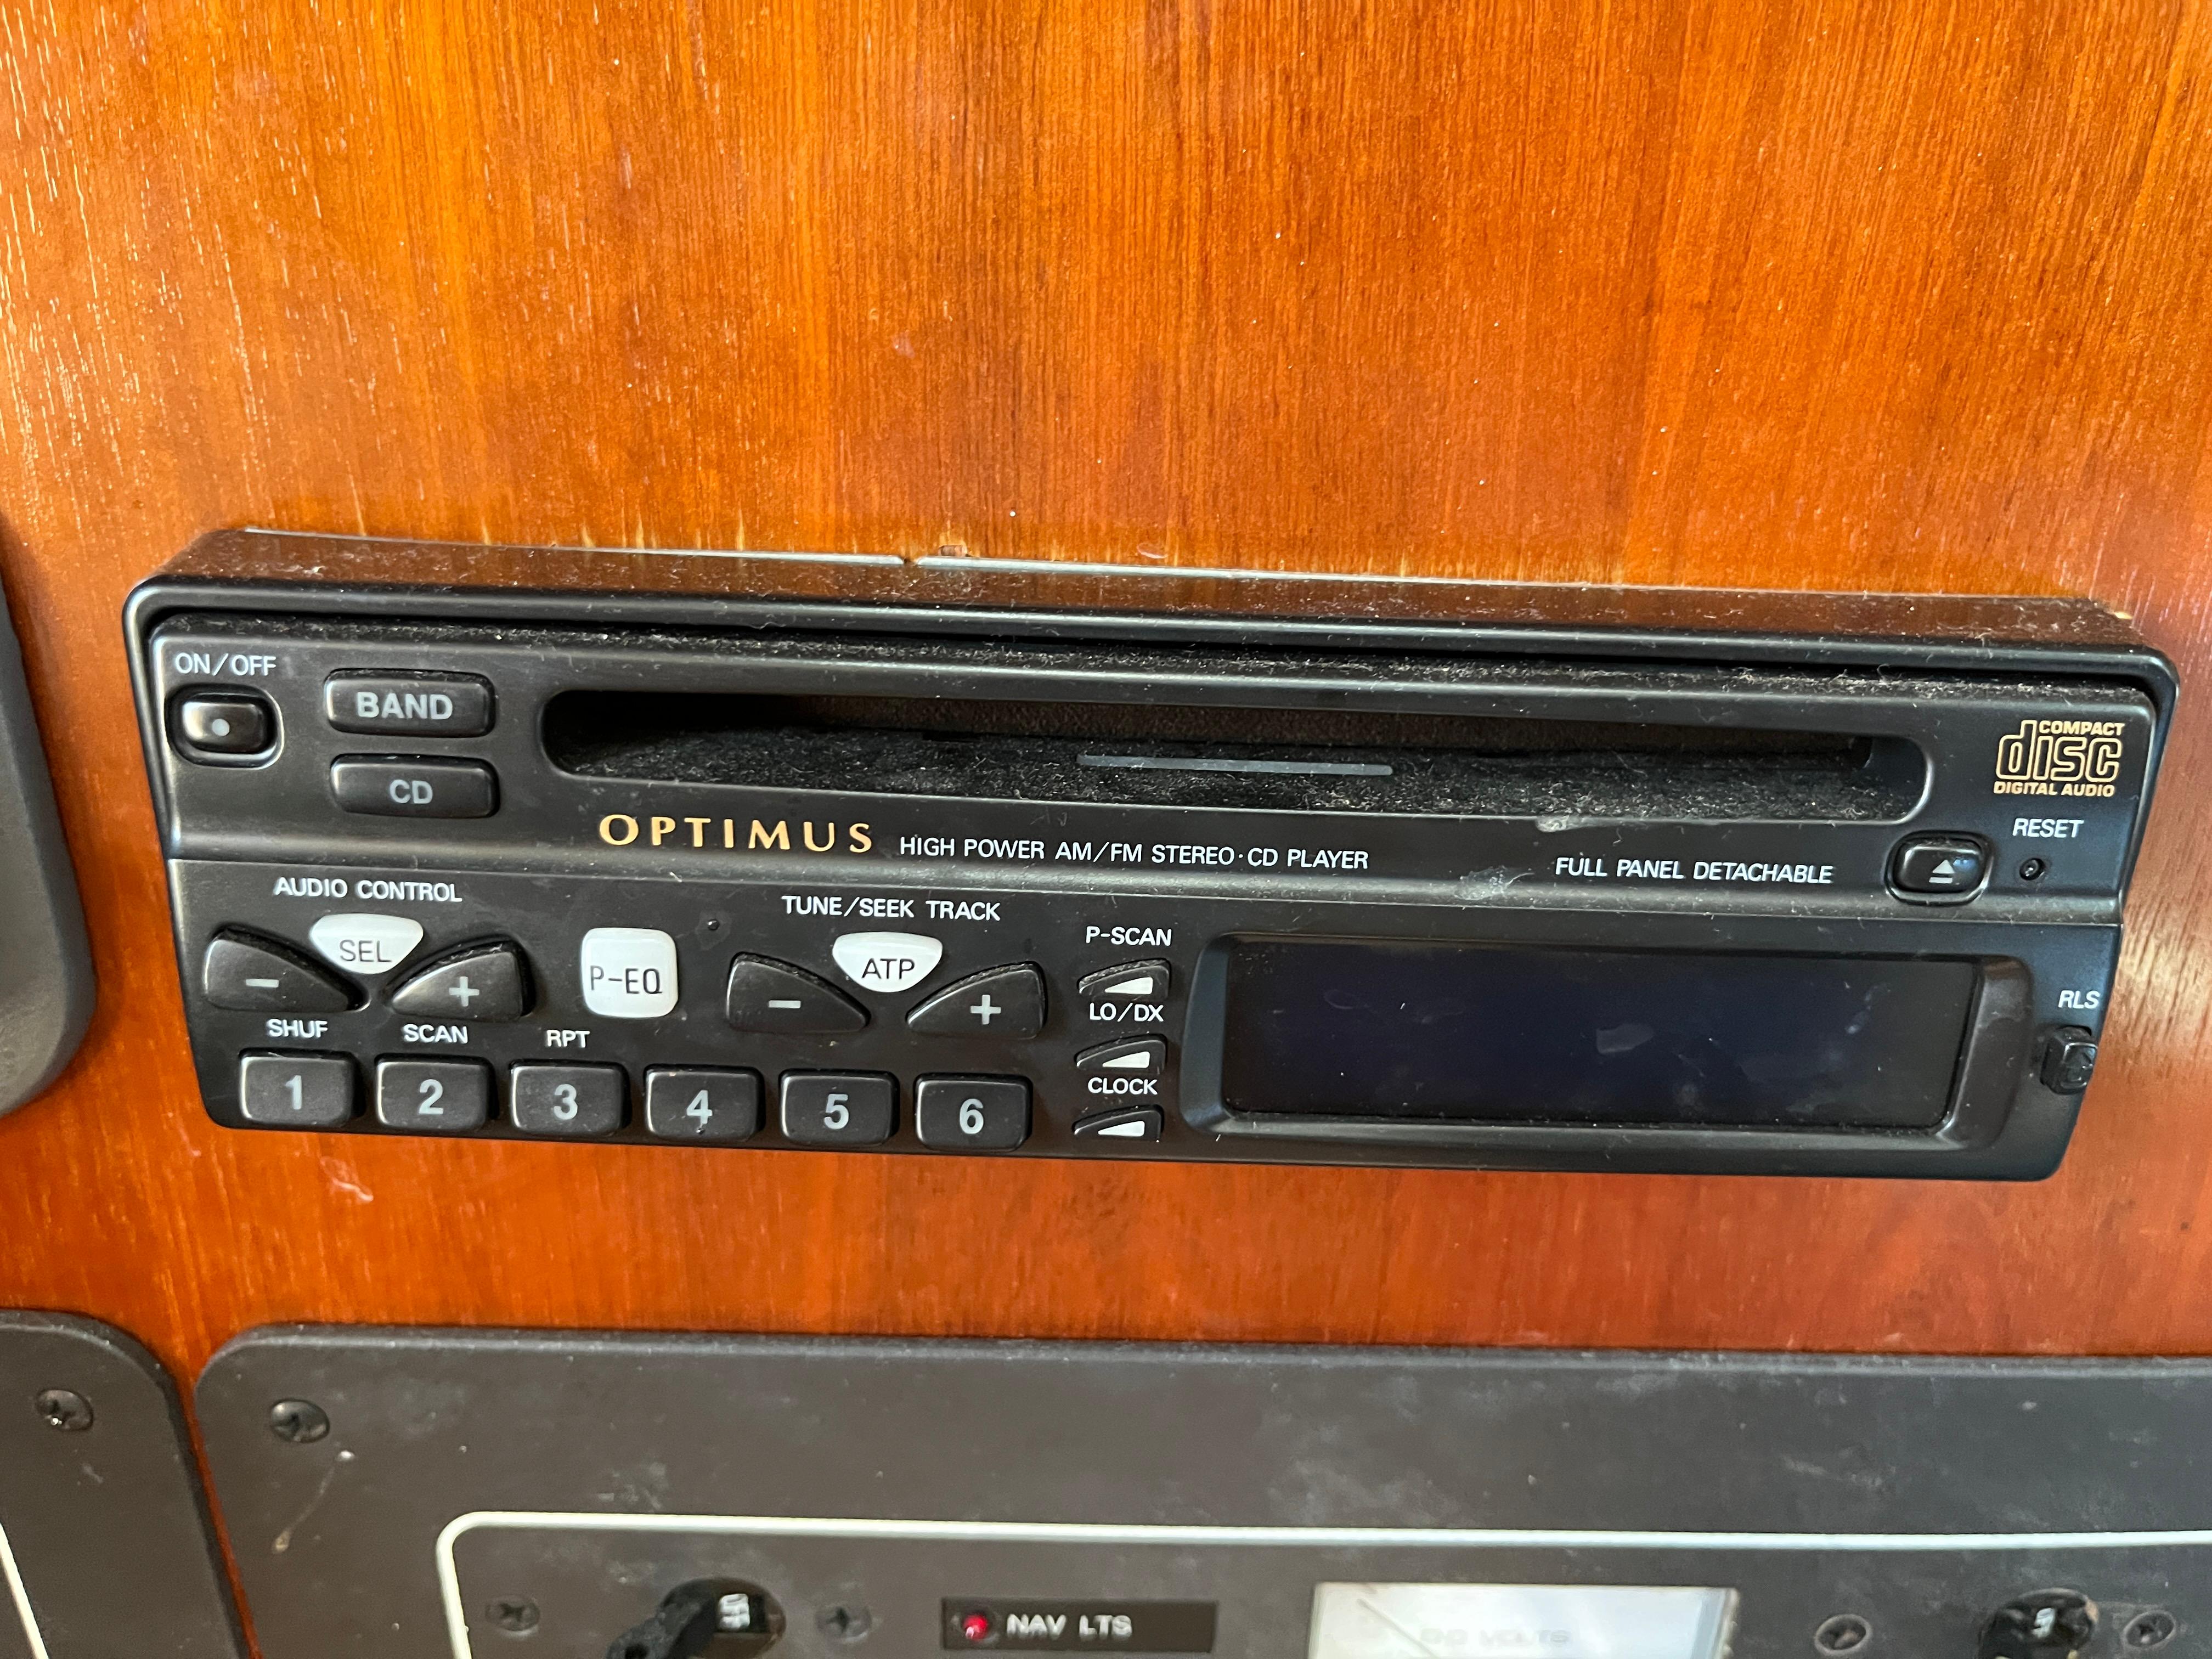 ON/OFF
BAND
CD
COMPACT
disc
DIGITAL AUDIO
OPTIMUS HIGH POWER AM/FM STEREO·CD PLAYER
FULL PANEL DETACHABLE
RESET
AUDIO CONTROL
SEL
- +
P-EQ
TUNE/SEEK TRACK
ATP
- +
P-SCAN
LO/DX
CLOCK
RLS
SHUF SCAN RPT
1 2 3 4 5 6
OFF
NAV LTS
VOLTS